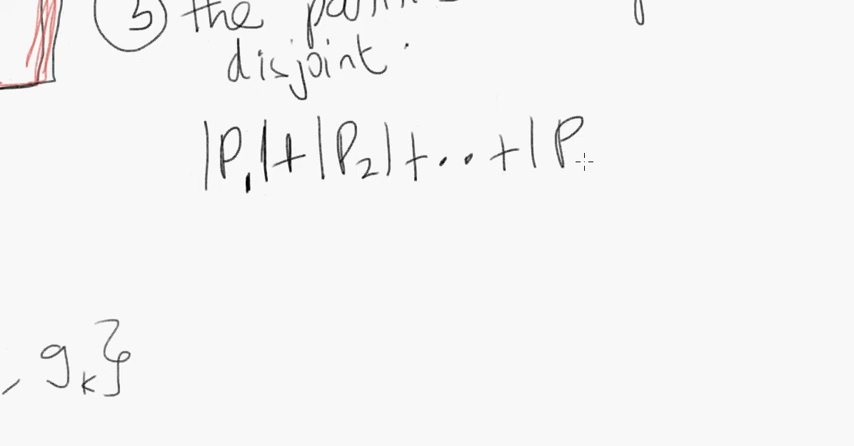 ③ the
disjoint.
|P₁|+|P₂|+..+|P
, gₖ}